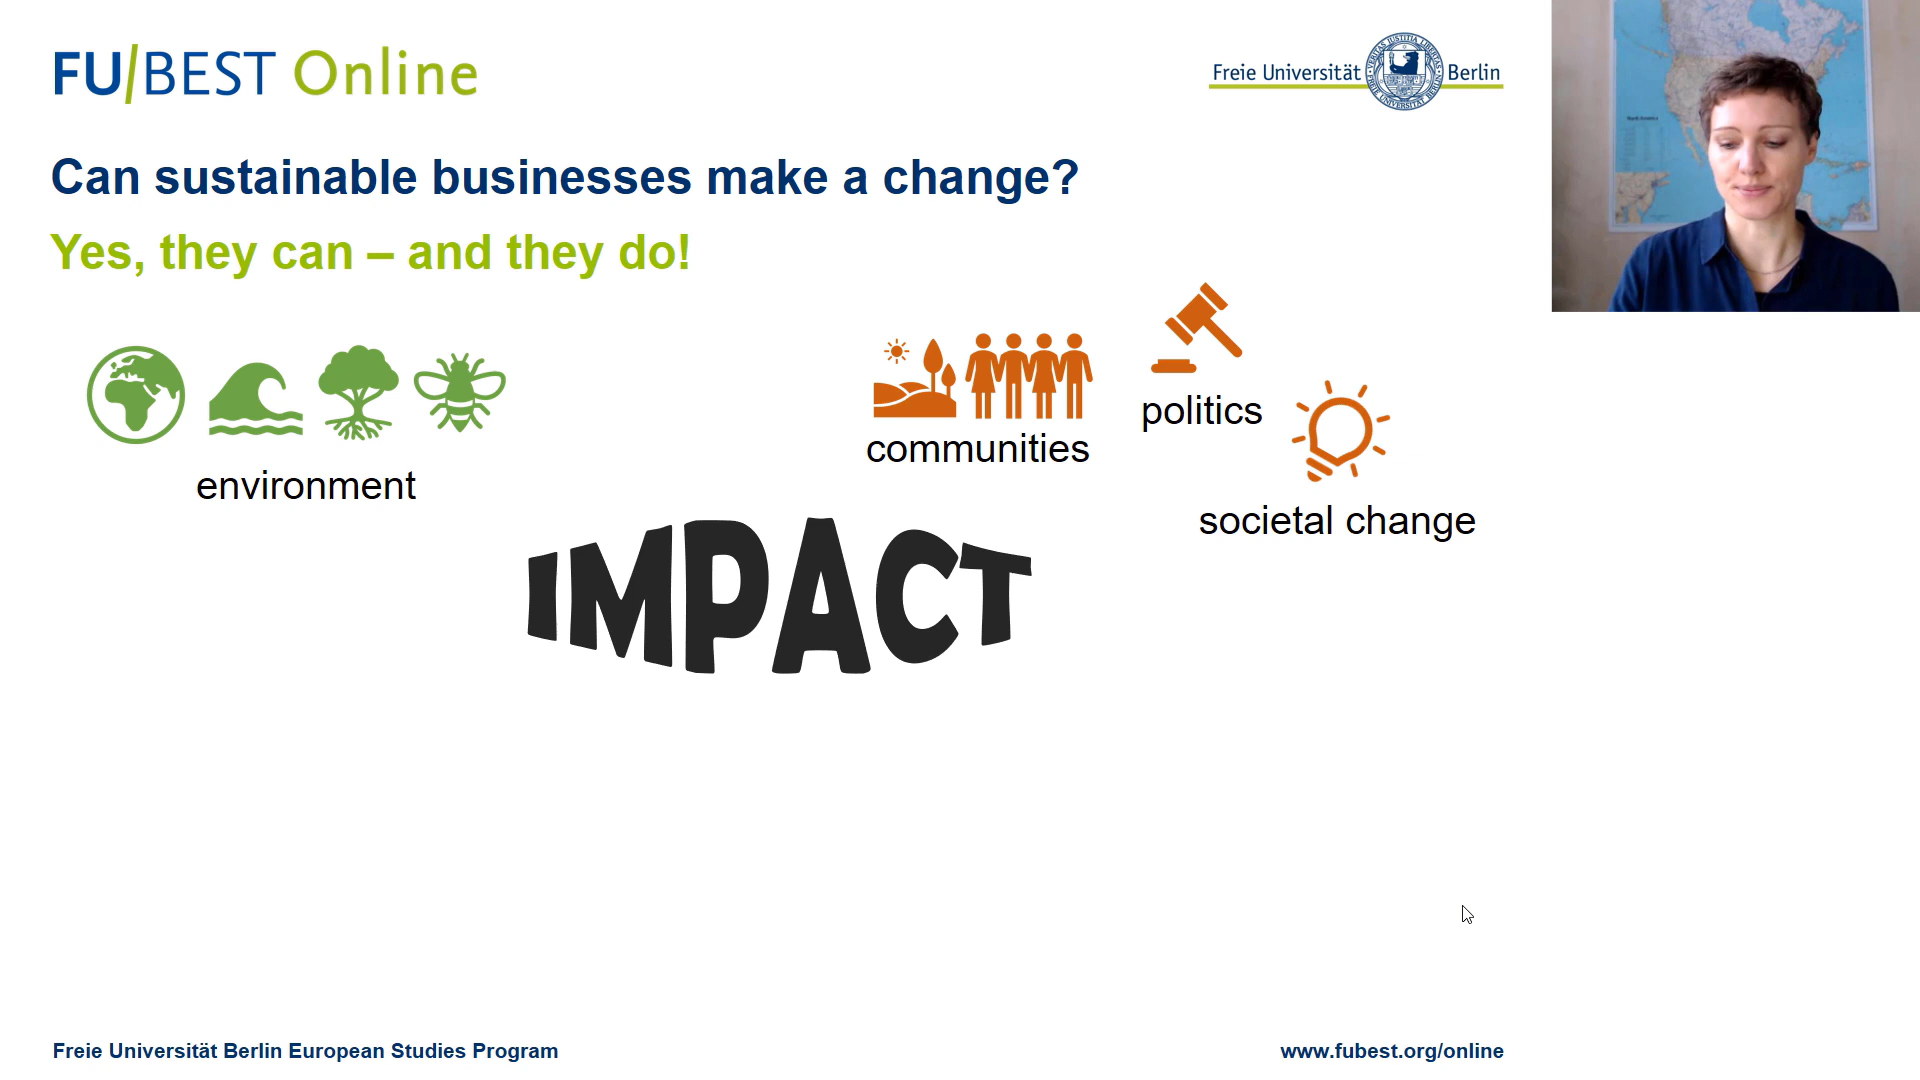 FU/BEST Online
Freie Universität Berlin
Can sustainable businesses make a change?
Yes, they can – and they do!
environment
communities
politics
societal change
IMPACT
Freie Universität Berlin European Studies Program
www.fubest.org/online